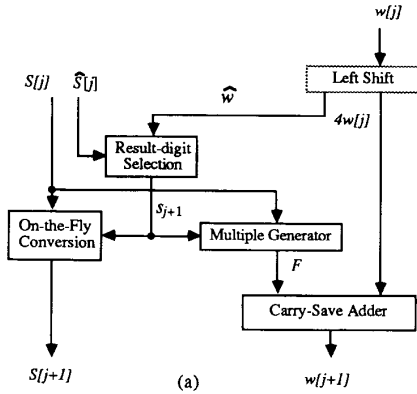 w[j]
S[j]
Ŝ[j]
ŵ
Left Shift
4w[j]
Result-digit
Selection
s_{j+1}
On-the-Fly
Conversion
Multiple Generator
F
Carry-Save Adder
S[j+1]
(a)
w[j+1]